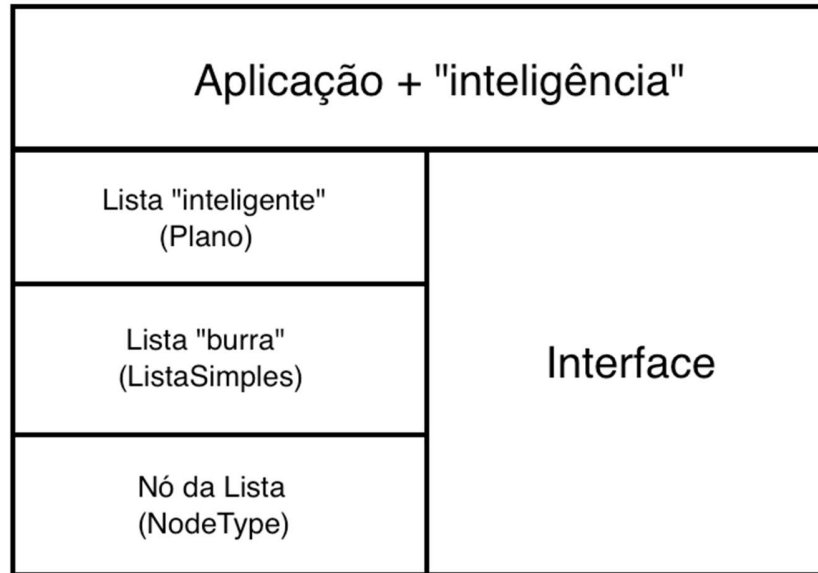 Aplicação + "inteligência"
Lista "inteligente"
(Plano)
Lista "burra"
(ListaSimples)
Nó da Lista
(NodeType)
Interface